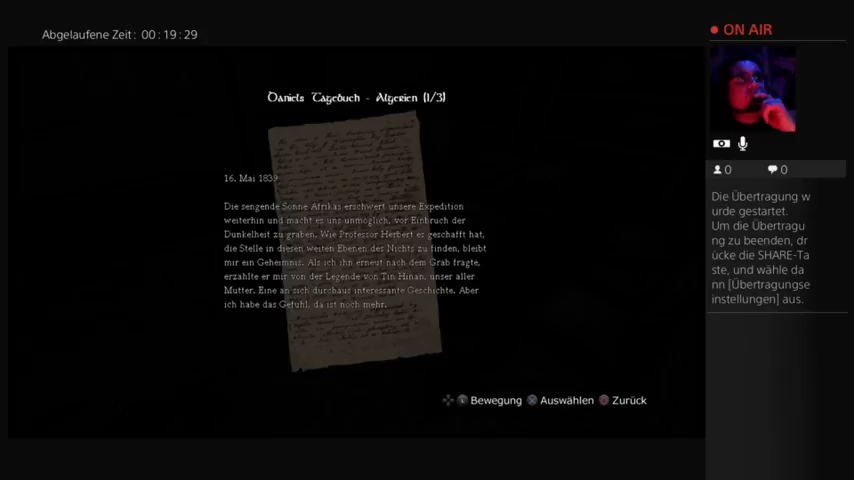 Abgelaufene Zeit: 00:19:29
ON AIR
Daniels Tagebuch - Algerien (1/3)
16. Mai 1839
Die sengende Sonne Afrikas erschwert unsere Expedition
weiterhin und macht es uns unmöglich, vor Einbruch der
Dunkelheit zu graben. Wie Professor Herbert es geschafft hat,
die Stelle in diesen weiten Ebenen des Nichts zu finden, bleibt
mir ein Geheimnis. Als ich ihn erneut nach dem Grab fragte,
erzählte er mir von der Legende von Tin Hinan, unser aller
Mutter. Eine an sich durchaus interessante Geschichte. Aber
ich habe das Gefühl, da ist noch mehr.
Bewegung Auswählen Zurück
0 0
Die Übertragung w
urde gestartet.
Um die Übertragu
ng zu beenden, dr
ücke die SHARE-Ta
ste, und wähle da
nn [Übertragungse
instellungen] aus.